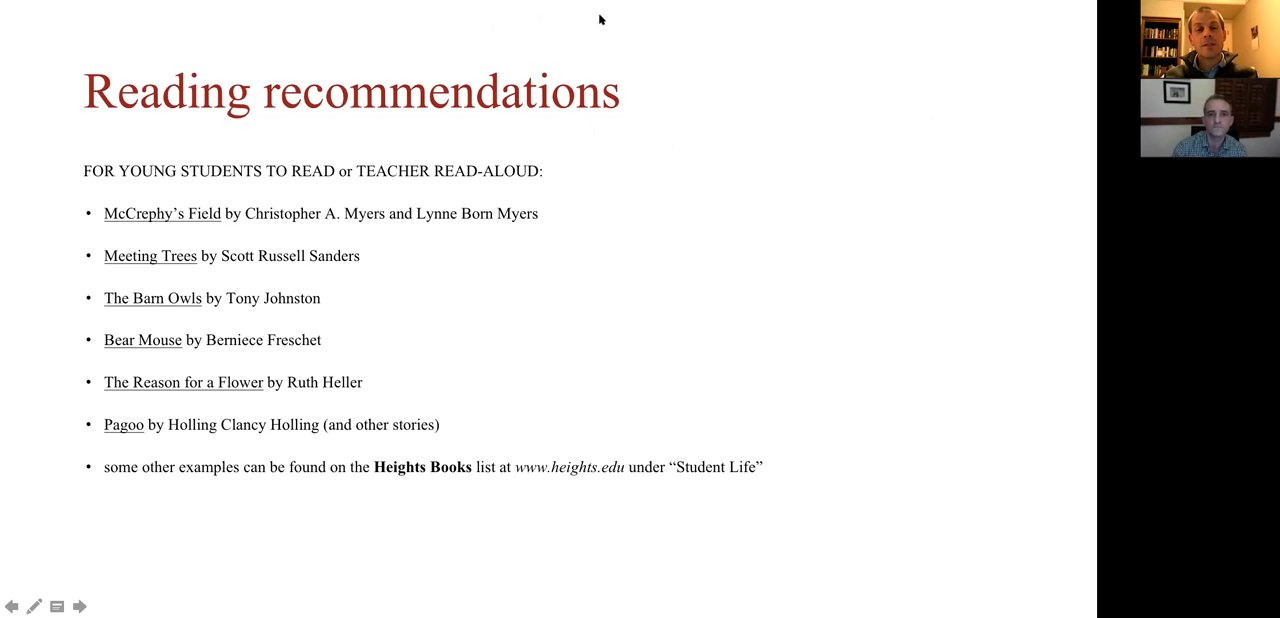 Reading recommendations
FOR YOUNG STUDENTS TO READ or TEACHER READ-ALOUD:
• McCrephy’s Field by Christopher A. Myers and Lynne Born Myers
• Meeting Trees by Scott Russell Sanders
• The Barn Owls by Tony Johnston
• Bear Mouse by Berniece Freschet
• The Reason for a Flower by Ruth Heller
• Pagoo by Holling Clancy Holling (and other stories)
• some other examples can be found on the Heights Books list at www.heights.edu under “Student Life”